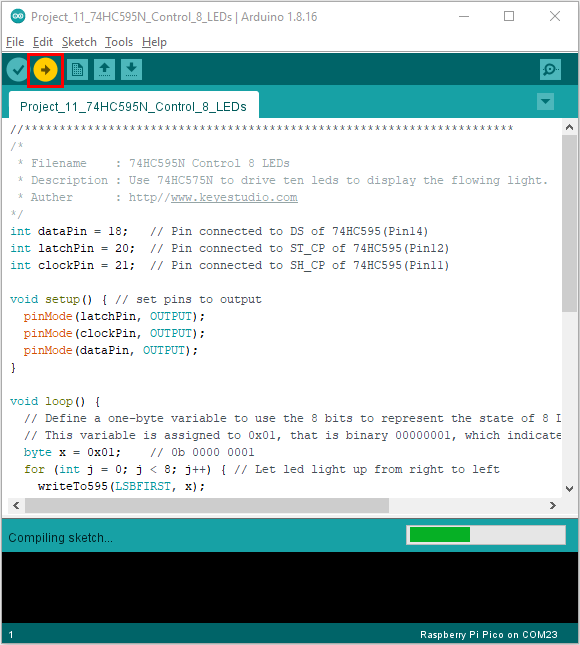 Project_11_74HC595N_Control_8_LEDs | Arduino 1.8.16
File Edit Sketch Tools Help
Project_11_74HC595N_Control_8_LEDs
//**********************************************************************
/*
 * Filename    : 74HC595N Control 8 LEDs
 * Description : Use 74HC575N to drive ten leds to display the flowing light.
 * Auther      : http//www.keyestudio.com
*/
int dataPin = 18;   // Pin connected to DS of 74HC595(Pin14)
int latchPin = 20;  // Pin connected to ST_CP of 74HC595(Pin12)
int clockPin = 21;  // Pin connected to SH_CP of 74HC595(Pin11)
void setup() { // set pins to output
  pinMode(latchPin, OUTPUT);
  pinMode(clockPin, OUTPUT);
  pinMode(dataPin, OUTPUT);
}
void loop() {
  // Define a one-byte variable to use the 8 bits to represent the state of 8 L
  // This variable is assigned to 0x01, that is binary 00000001, which indicate
  byte x = 0x01;    // 0b 0000 0001
  for (int j = 0; j < 8; j++) { // Let led light up from right to left
    writeTo595(LSBFIRST, x);
Compiling sketch...
1 Raspberry Pi Pico on COM23